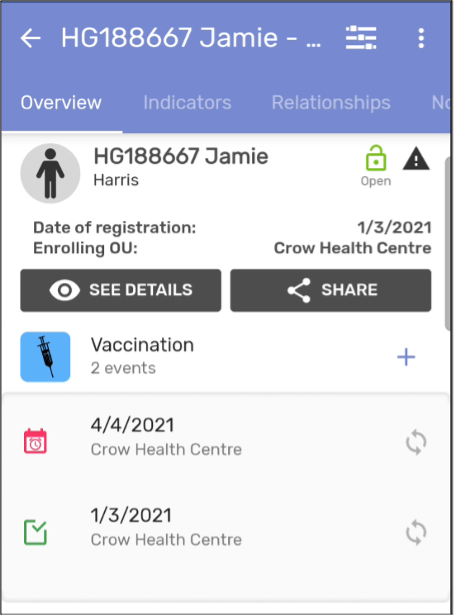 HG188667 Jamie - ...
Overview Indicators Relationships No
HG188667 Jamie
Harris
Open
Date of registration: 1/3/2021
Enrolling OU: Crow Health Centre
SEE DETAILS SHARE
Vaccination
2 events
4/4/2021
Crow Health Centre
1/3/2021
Crow Health Centre